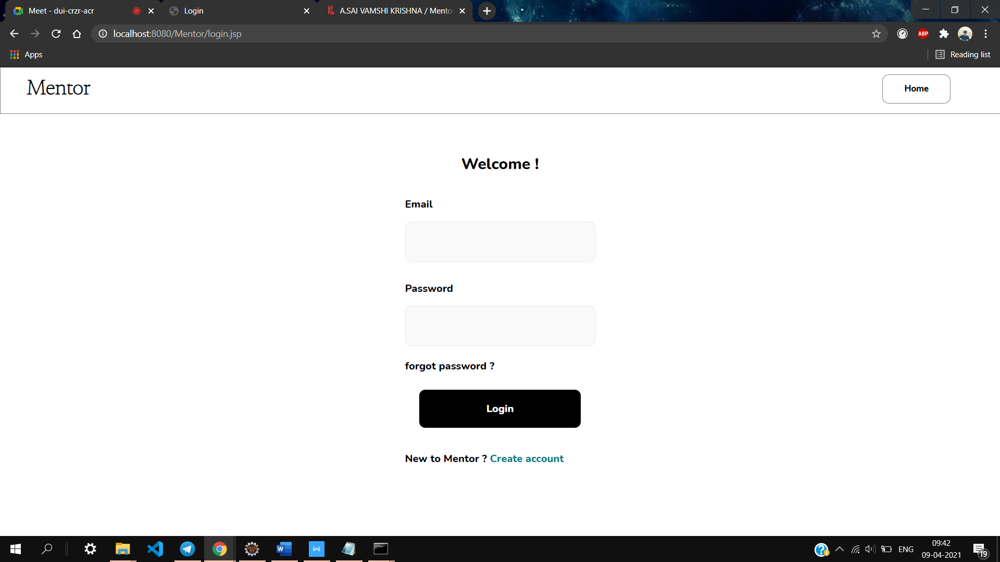 Meet - dui-crzr-acr
Login
A.SAI VAMSHI KRISHNA / Mento
localhost:8080/Mentor/login.jsp
ABP
Apps
Reading list
Mentor
Home
Welcome !
Email
Password
forgot password ?
Login
New to Mentor ? Create account
ENG
09:42
09-04-2021
19